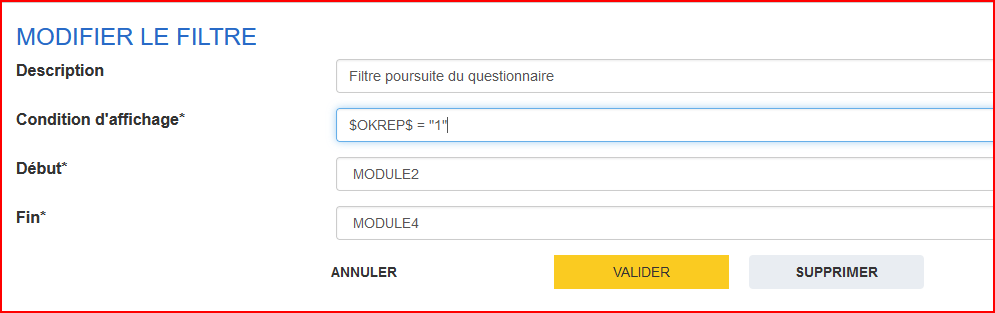 MODIFIER LE FILTRE
Description
Filtre poursuite du questionnaire
Condition d'affichage*
$OKREP$ = "1"
Début*
MODULE2
Fin*
MODULE4
ANNULER VALIDER SUPPRIMER